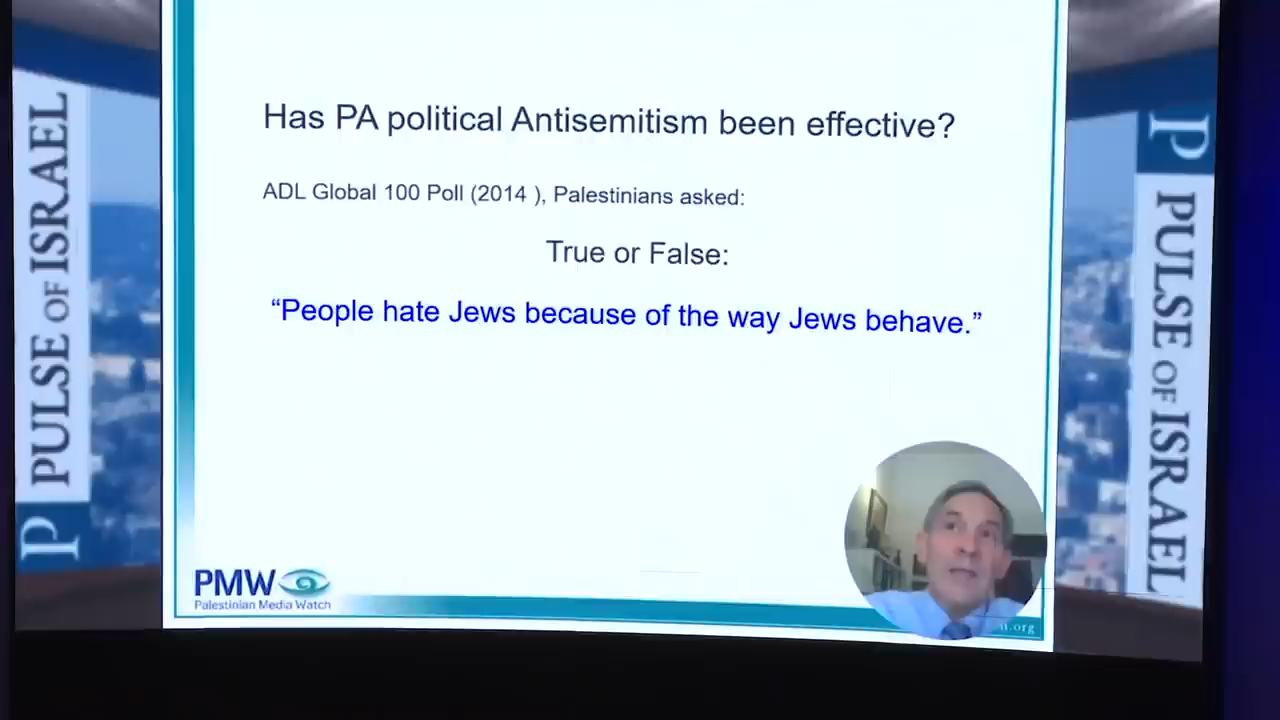 Has PA political Antisemitism been effective?
ADL Global 100 Poll (2014 ), Palestinians asked:
True or False:
“People hate Jews because of the way Jews behave.”
PMW
Palestinian Media Watch
.org
P PULSE OF ISRAEL
P PULSE OF ISRAEL